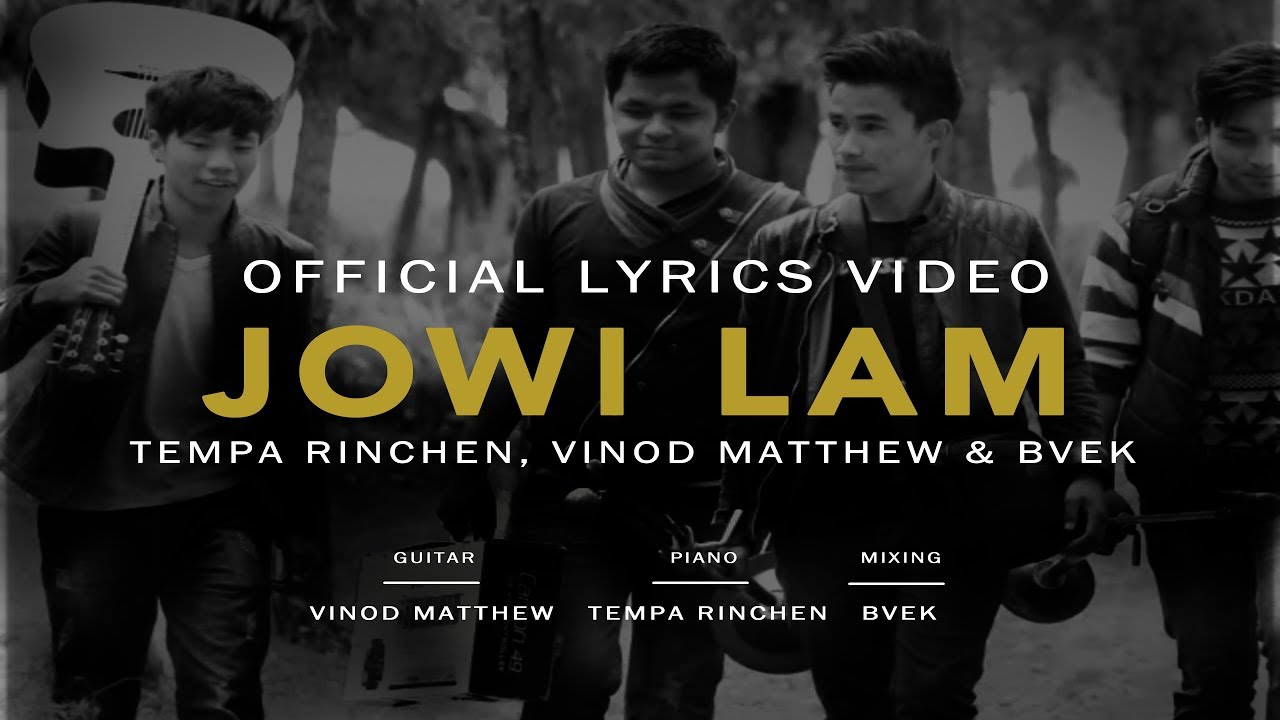 OFFICIAL LYRICS VIDEO
JOWI LAM
TEMPA RINCHEN, VINOD MATTHEW & BVEK
GUITAR PIANO MIXING
VINOD MATTHEW TEMPA RINCHEN BVEK